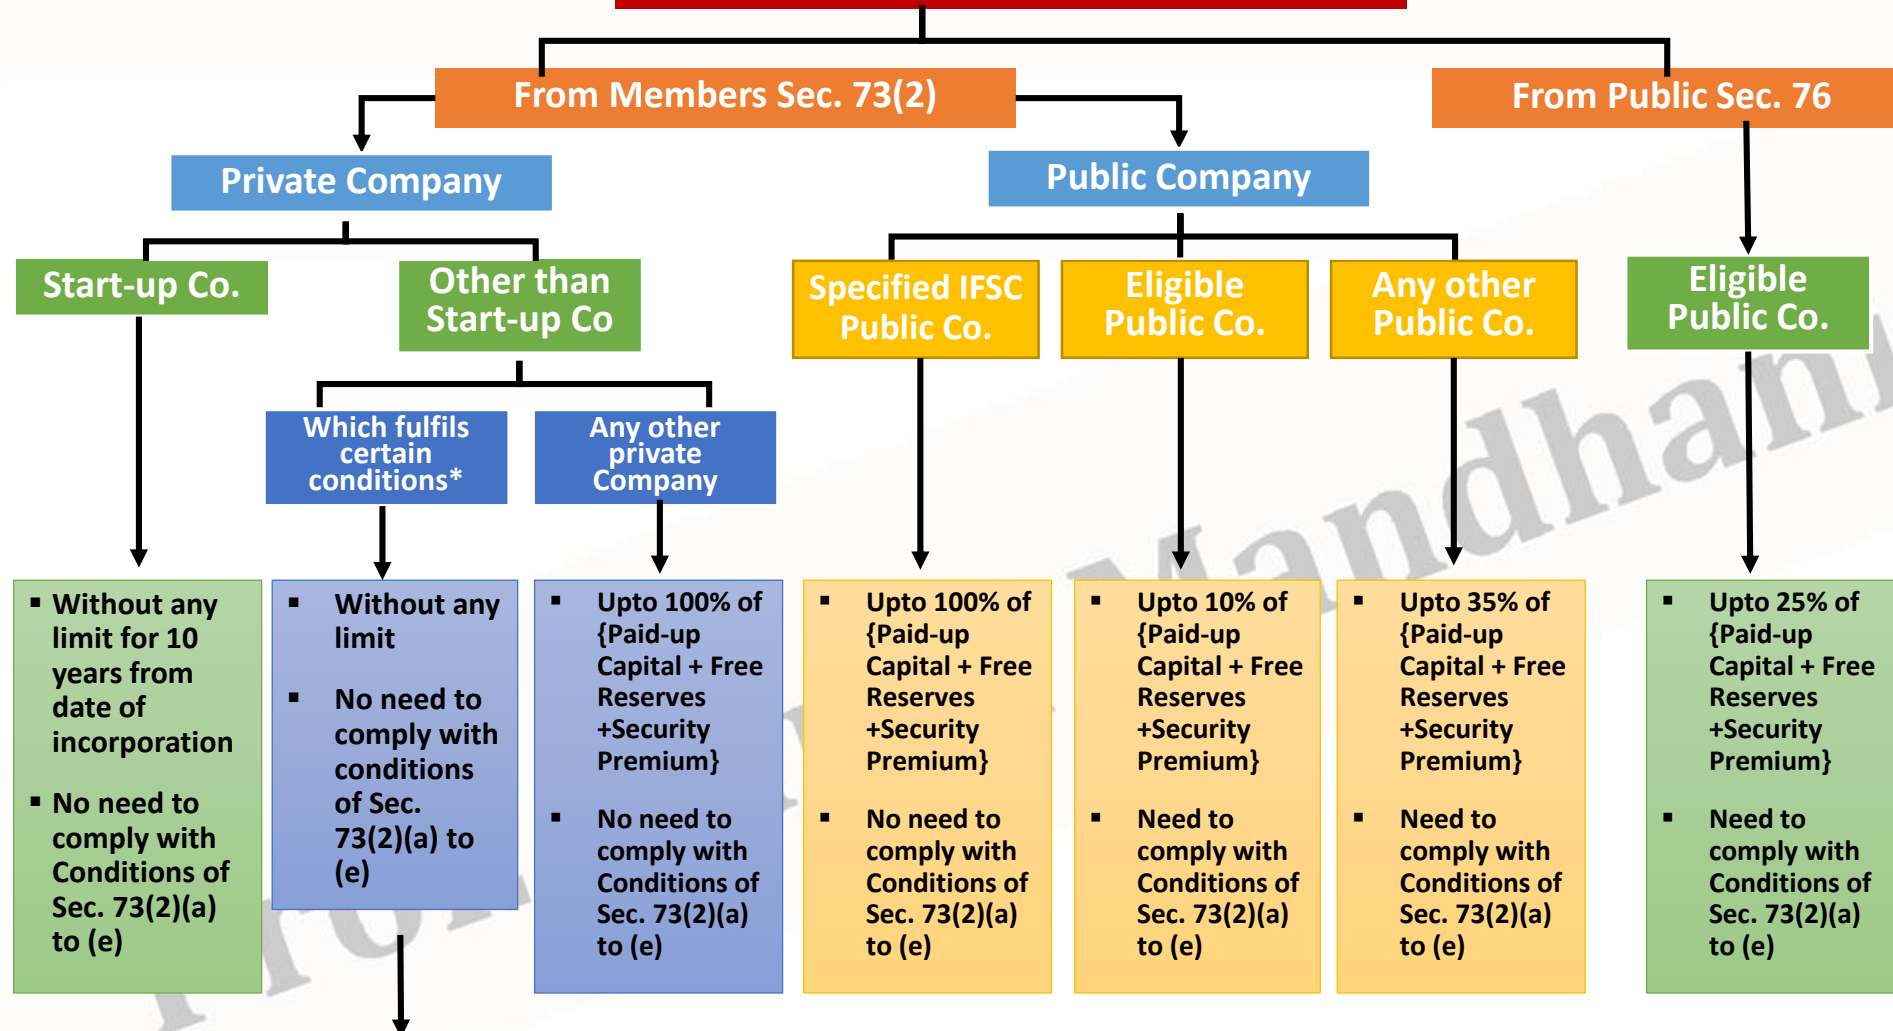 From Members Sec. 73(2)
From Public Sec. 76
Private Company
Public Company
Start-up Co.
Other than
Start-up Co
Specified IFSC
Public Co.
Eligible
Public Co.
Any other
Public Co.
Eligible
Public Co.
Which fulfils
certain
conditions*
Any other
private
Company
▪ Without any
limit for 10
years from
date of
incorporation
▪ No need to
comply with
Conditions of
Sec. 73(2)(a)
to (e)
▪ Without any
limit
▪ No need to
comply with
conditions
of Sec.
73(2)(a) to
(e)
▪ Upto 100% of
{Paid-up
Capital + Free
Reserves
+Security
Premium}
▪ No need to
comply with
Conditions of
Sec. 73(2)(a)
to (e)
▪ Upto 100% of
{Paid-up
Capital + Free
Reserves
+Security
Premium}
▪ No need to
comply with
Conditions of
Sec. 73(2)(a)
to (e)
▪ Upto 10% of
{Paid-up
Capital + Free
Reserves
+Security
Premium}
▪ Need to
comply with
Conditions of
Sec. 73(2)(a)
to (e)
▪ Upto 35% of
{Paid-up
Capital + Free
Reserves
+Security
Premium}
▪ Need to
comply with
Conditions of
Sec. 73(2)(a)
to (e)
▪ Upto 25% of
{Paid-up
Capital + Free
Reserves
+Security
Premium}
▪ Need to
comply with
Conditions of
Sec. 73(2)(a)
to (e)